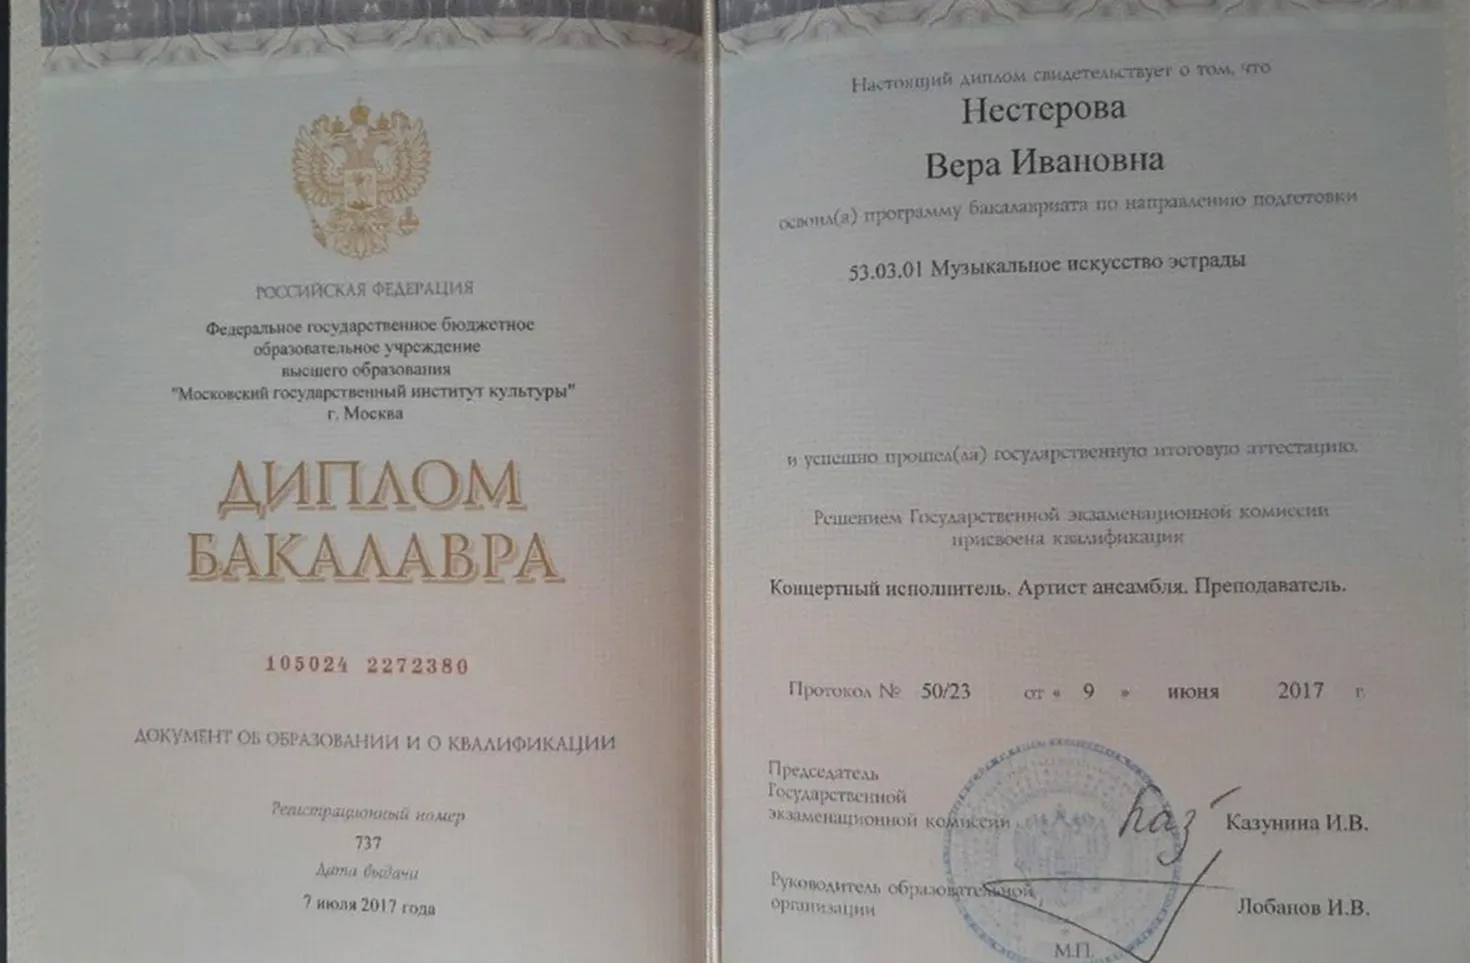 РОССИЙСКАЯ ФЕДЕРАЦИЯ
Федеральное государственное бюджетное
образовательное учреждение
высшего образования
"Московский государственный институт культуры"
г. Москва
ДИПЛОМ
БАКАЛАВРА
105024 2272380
ДОКУМЕНТ ОБ ОБРАЗОВАНИИ И О КВАЛИФИКАЦИИ
Регистрационный номер
737
Дата выдачи
7 июля 2017 года
Настоящий диплом свидетельствует о том, что
Нестерова
Вера Ивановна
освоил(а) программу бакалавриата по направлению подготовки
53.03.01 Музыкальное искусство эстрады
и успешно прошел(ла) государственную итоговую аттестацию.
Решением Государственной экзаменационной комиссии
присвоена квалификация
Концертный исполнитель. Артист ансамбля. Преподаватель.
Протокол № 50/23 от « 9 » июня 2017 г.
Председатель
Государственной
экзаменационной комиссии Казунина И.В.
Руководитель образовательной
организации Лобанов И.В.
М.П.